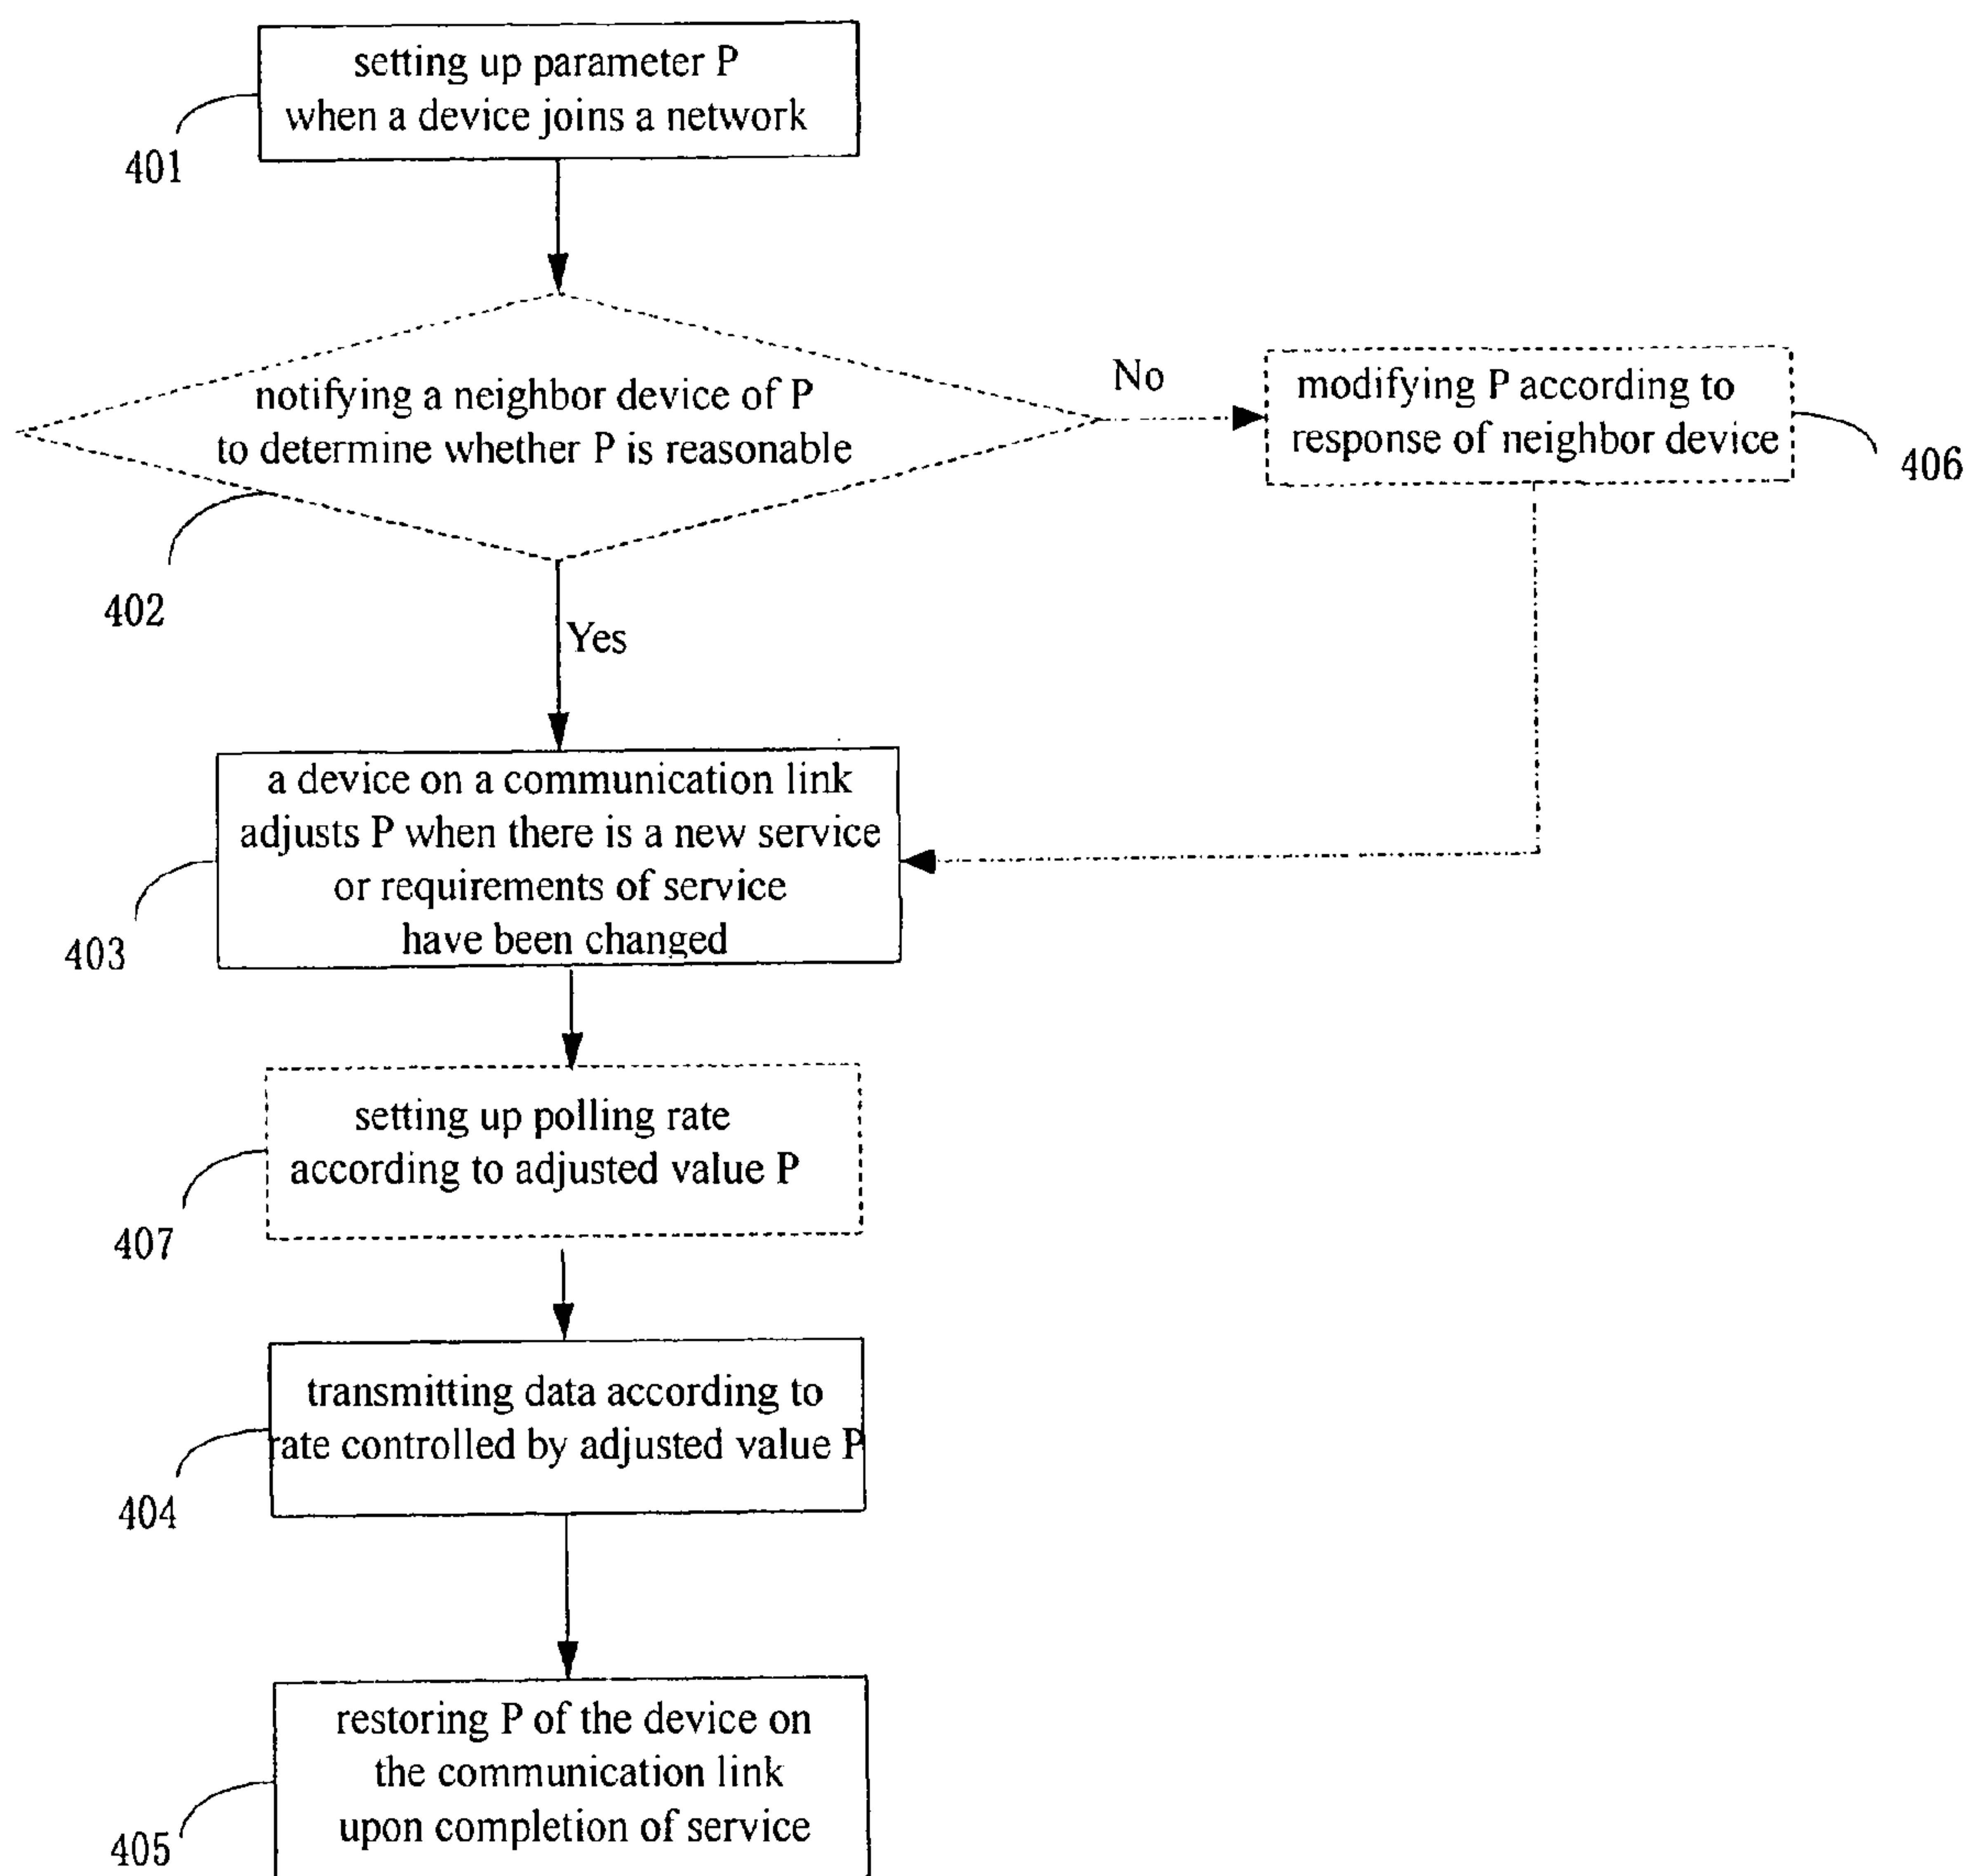 setting up parameter P
when a device joins a network
401
notifying a neighbor device of P
to determine whether P is reasonable
402
No
modifying P according to
response of neighbor device
406
Yes
a device on a communication link
adjusts P when there is a new service
or requirements of service
have been changed
403
setting up polling rate
according to adjusted value P
407
transmitting data according to
rate controlled by adjusted value P
404
restoring P of the device on
the communication link
upon completion of service
405